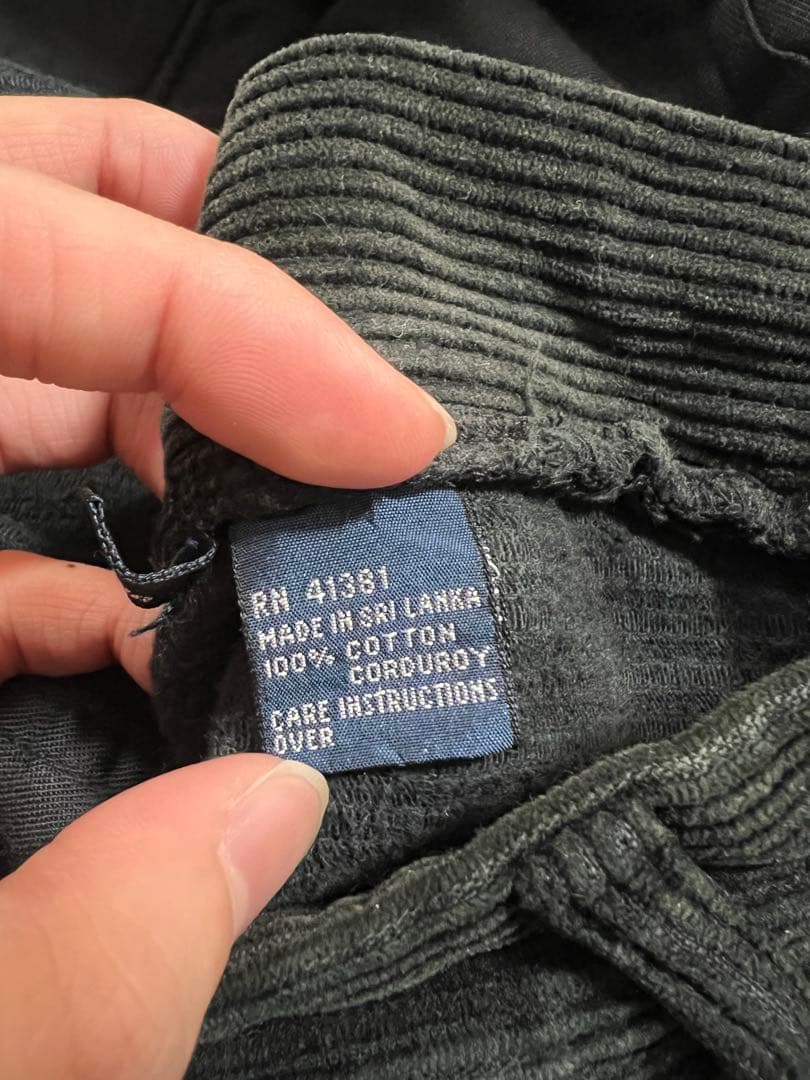 RN 41381
MADE IN SRI LANKA
100% COTTON
CORDUROY
CARE INSTRUCTIONS
OVER